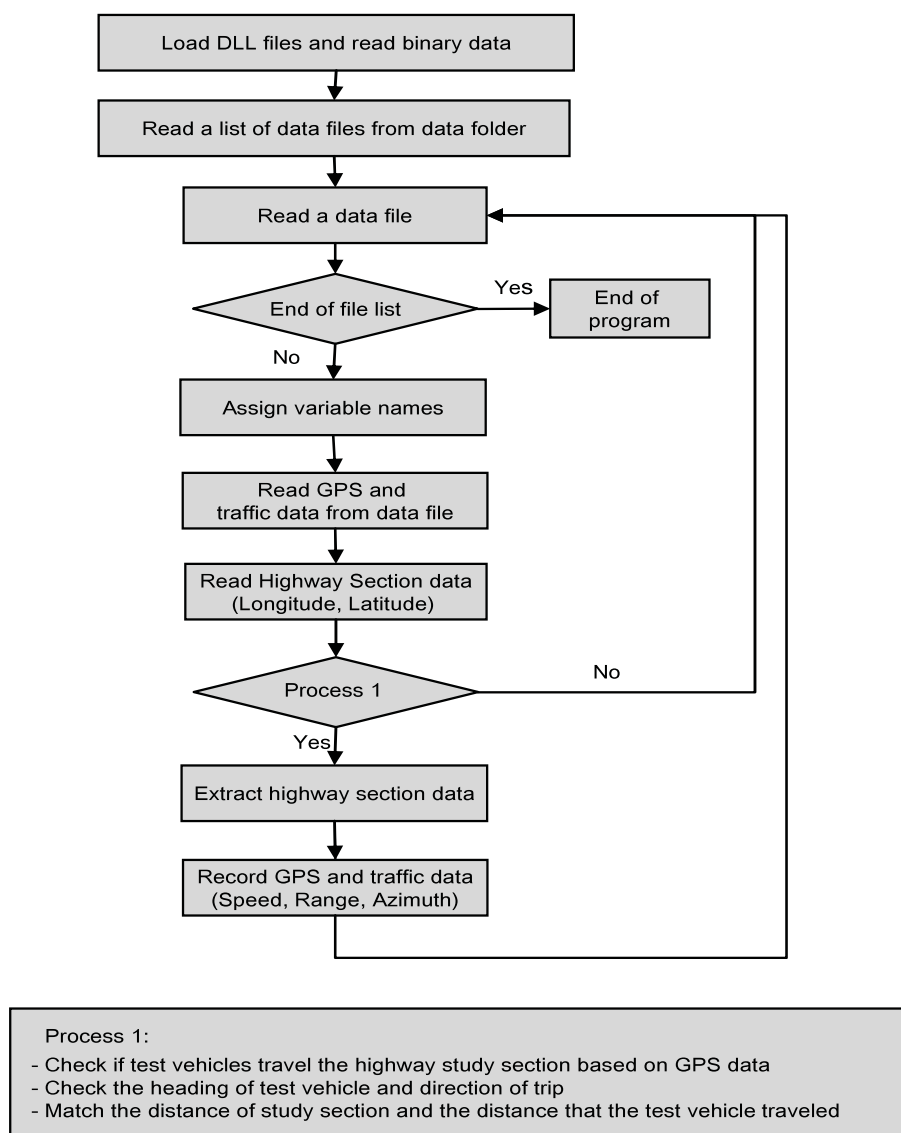 Load DLL files and read binary data
Read a list of data files from data folder
Read a data file
End of file list
Yes
End of
program
No
Assign variable names
Read GPS and
traffic data from data file
Read Highway Section data
(Longitude, Latitude)
Process 1
No
Yes
Extract highway section data
Record GPS and traffic data
(Speed, Range, Azimuth)
Process 1:
- Check if test vehicles travel the highway study section based on GPS data
- Check the heading of test vehicle and direction of trip
- Match the distance of study section and the distance that the test vehicle traveled